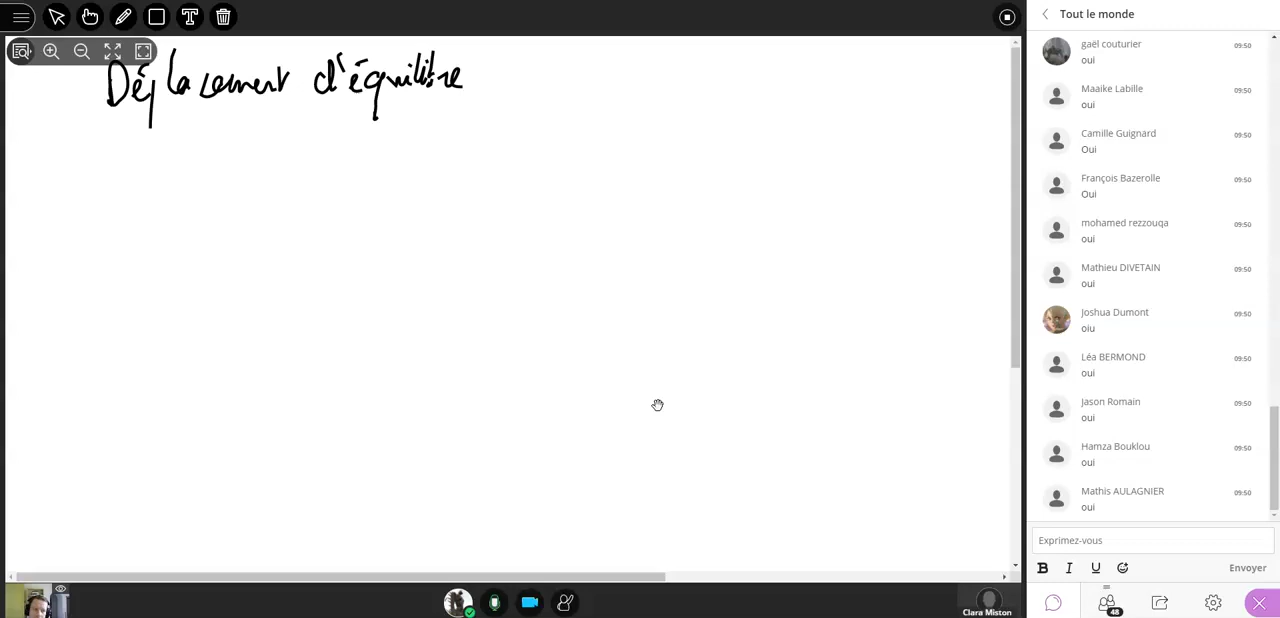 Déplacement d'équilibre
Tout le monde
gaël couturier 09:50
oui
Maaike Labille 09:50
oui
Camille Guignard 09:50
Oui
François Bazerolle 09:50
Oui
mohamed rezzouqa 09:50
oui
Mathieu DIVETAIN 09:50
oui
Joshua Dumont 09:50
oiu
Léa BERMOND 09:50
oui
Jason Romain 09:50
oui
Hamza Bouklou 09:50
oui
Mathis AULAGNIER 09:50
oui
Exprimez-vous
B I U Envoyer
48
Clara Miston